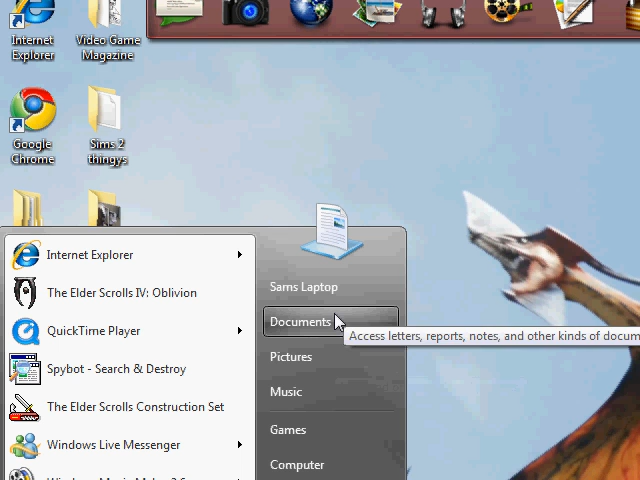 Internet
Explorer
Video Game
Magazine
Google
Chrome
Sims 2
thingys
Internet Explorer
The Elder Scrolls IV: Oblivion
QuickTime Player
Spybot - Search & Destroy
The Elder Scrolls Construction Set
Windows Live Messenger
Sams Laptop
Documents
Access letters, reports, notes, and other kinds of docum
Pictures
Music
Games
Computer